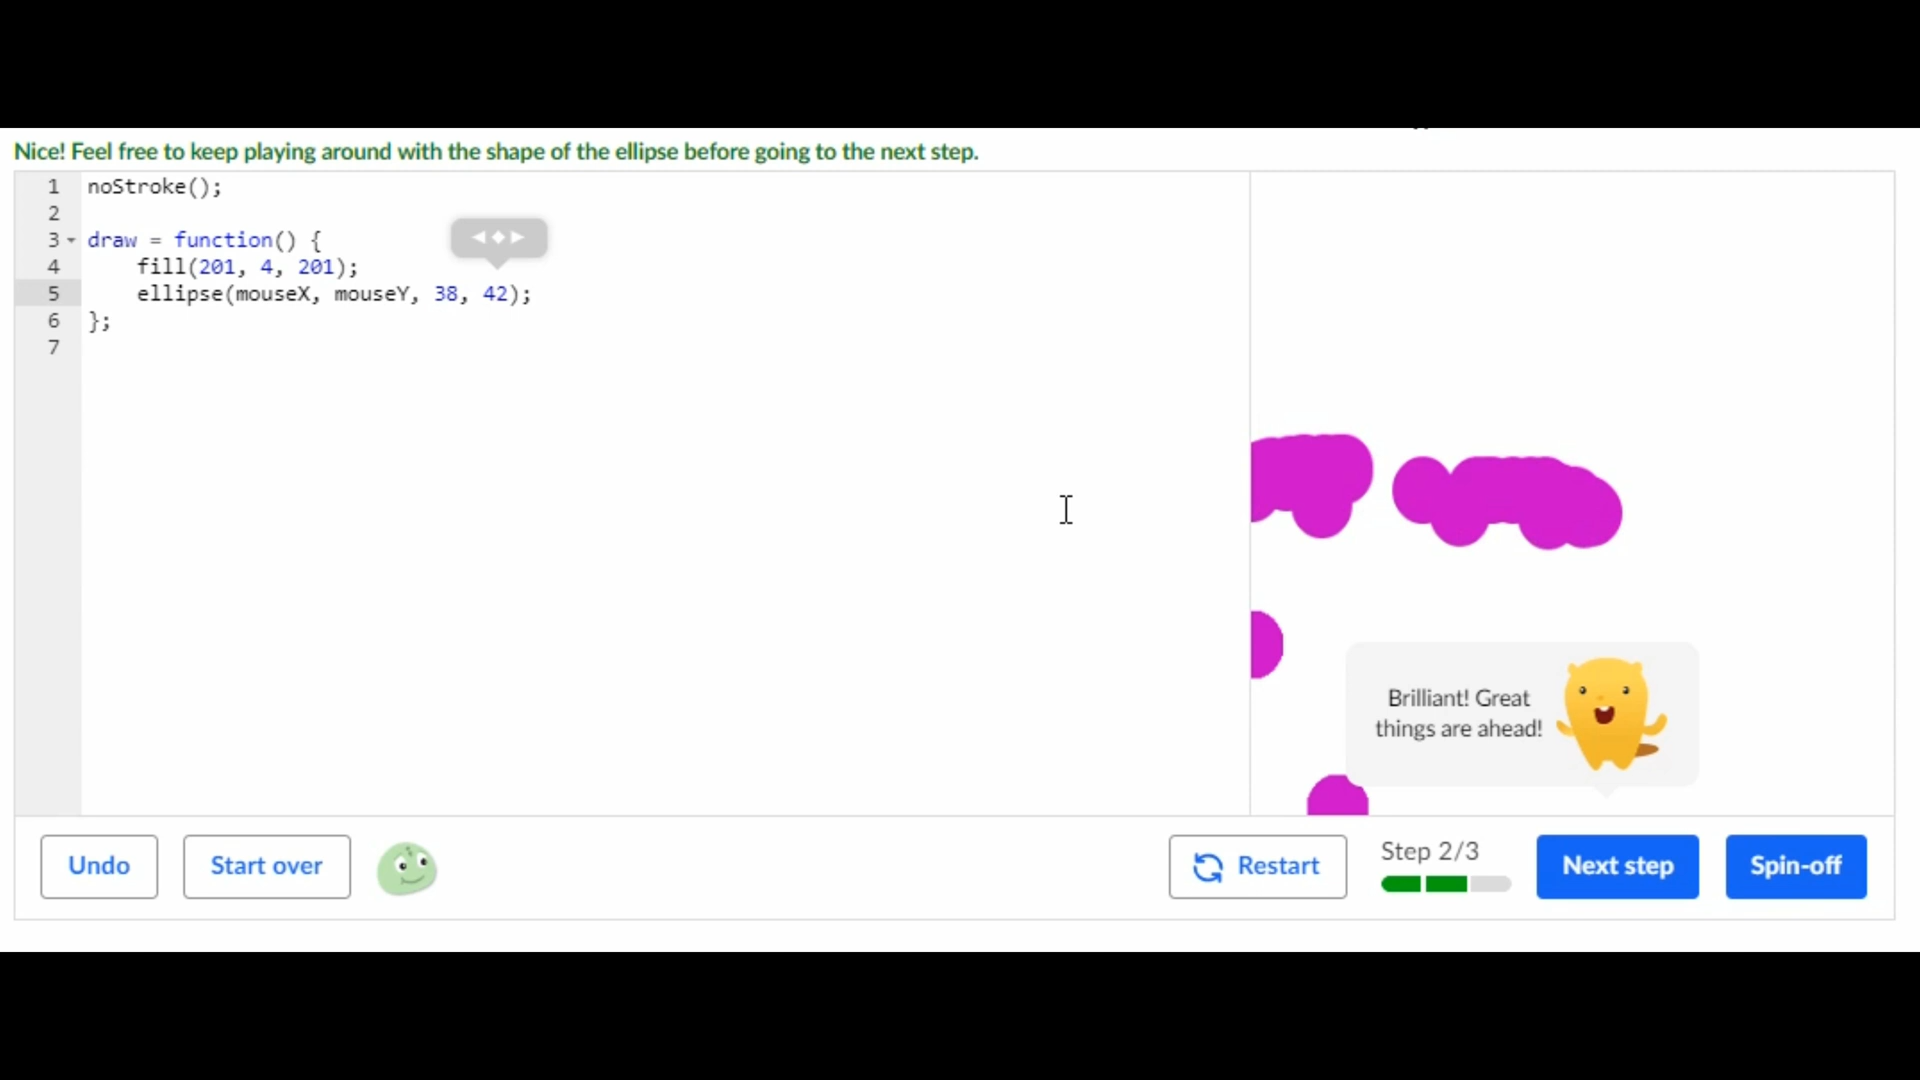 Nice! Feel free to keep playing around with the shape of the ellipse before going to the next step.
1 noStroke();
2
3 draw = function() {
4 fill(201, 4, 201);
5 ellipse(mouseX, mouseY, 38, 42);
6 };
7
Brilliant! Great
things are ahead!
Undo
Start over
Restart
Step 2/3
Next step
Spin-off